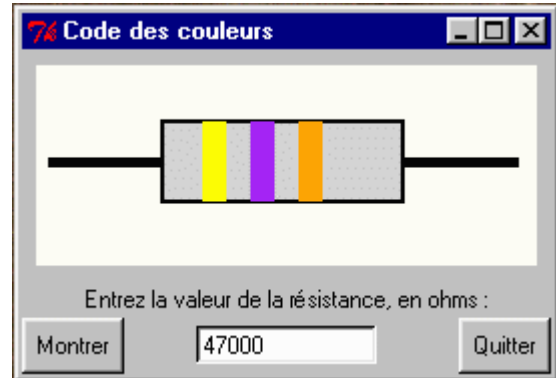 Code des couleurs
Entrez la valeur de la résistance, en ohms :
Montrer 47000 Quitter